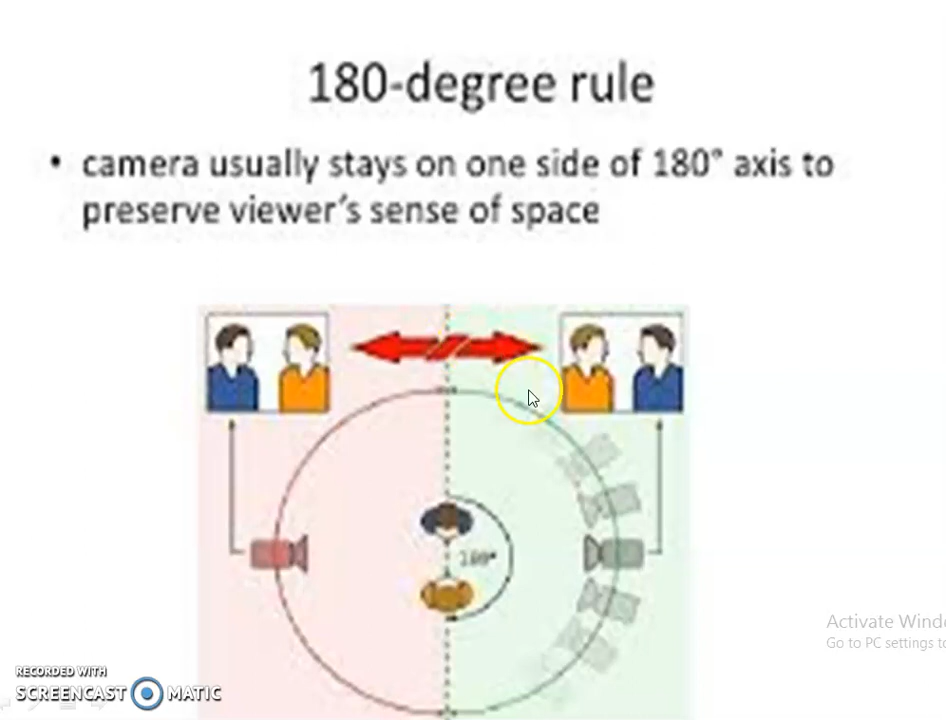 180-degree rule
• camera usually stays on one side of 180° axis to
preserve viewer's sense of space
180°
Activate Windo
Go to PC settings to
RECORDED WITH
SCREENCAST MATIC